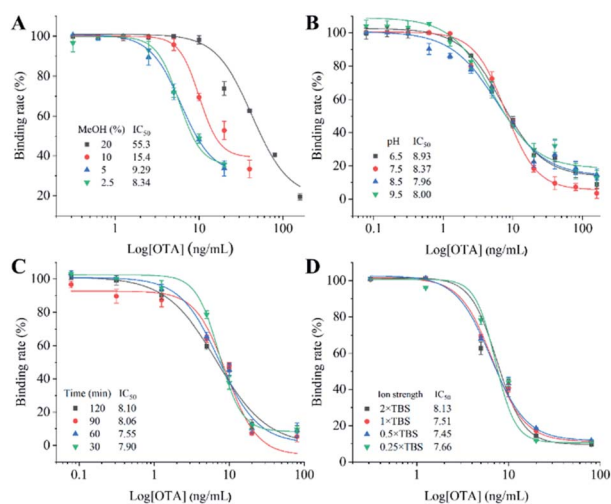 A
Binding rate (%)
100
80
60
40
20
MeOH (%) IC50
20 55.3
10 15.4
5 9.29
2.5 8.34
1 10 100
Log[OTA] (ng/mL)
B
Binding rate (%)
120
100
80
60
40
20
0
pH IC50
6.5 8.93
7.5 8.37
8.5 7.96
9.5 8.00
0.1 1 10 100
Log[OTA] (ng/mL)
C
Binding rate (%)
100
80
60
40
20
0
Time (min) IC50
120 8.10
90 8.06
60 7.55
30 7.90
0.1 1 10 100
Log[OTA] (ng/mL)
D
Binding rate (%)
100
80
60
40
20
0
Ion strength IC50
2×TBS 8.13
1×TBS 7.51
0.5×TBS 7.45
0.25×TBS 7.66
1 10 100
Log[OTA] (ng/mL)